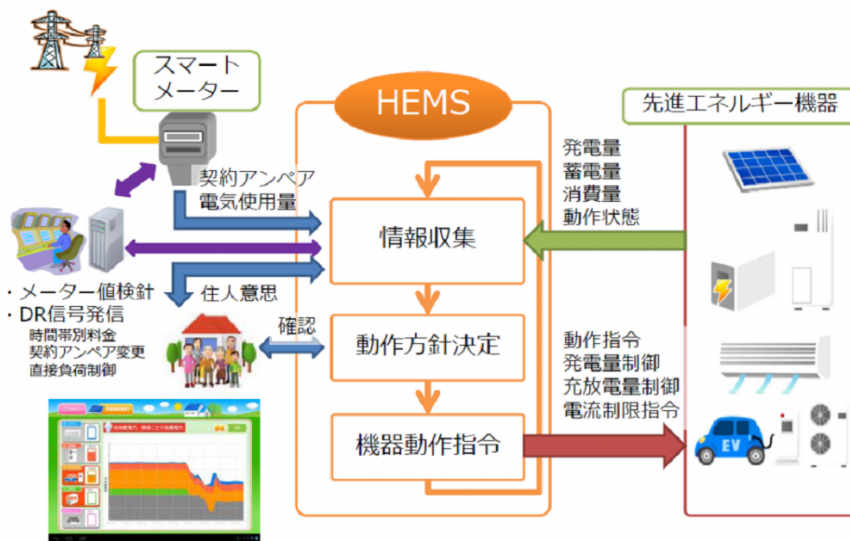 スマート
メーター
HEMS
先進エネルギー機器
契約アンペア
電気使用量
発電量
蓄電量
消費量
動作状態
情報収集
・メーター値検針
・DR信号発信
時間帯別料金
契約アンペア変更
直接負荷制御
住人意思
確認
動作方針決定
動作指令
発電量制御
充放電量制御
電流制限指令
機器動作指令
EV